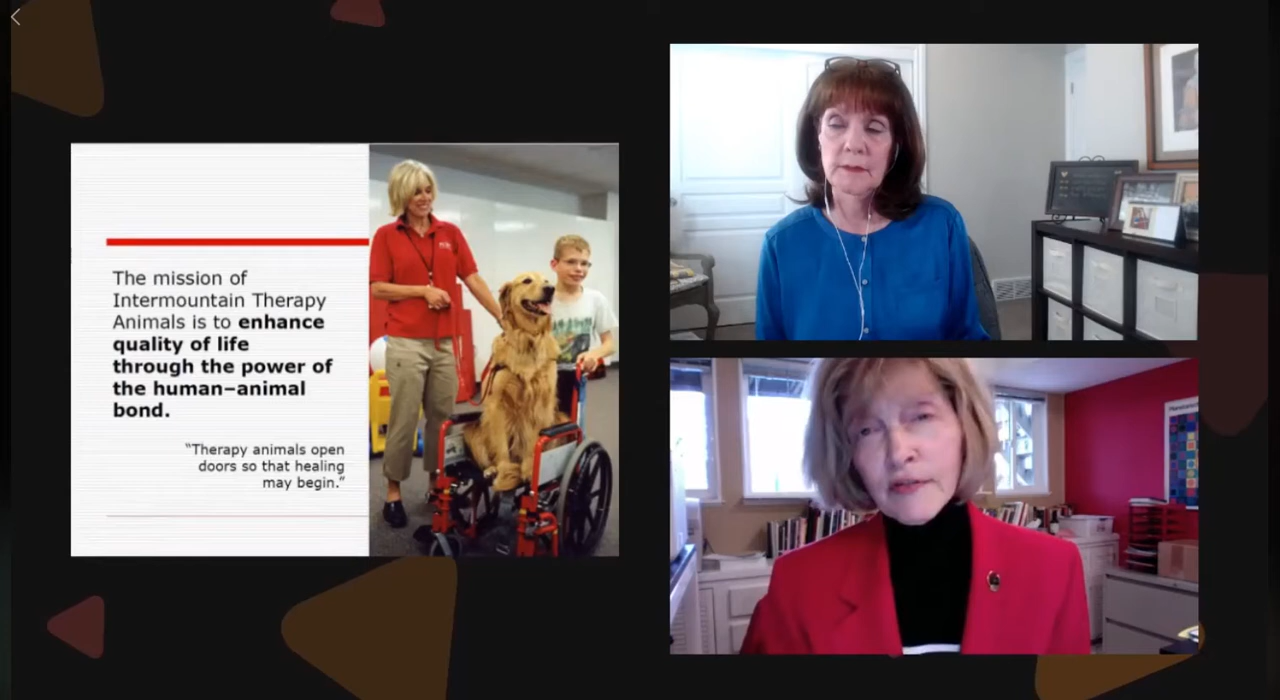 The mission of
Intermountain Therapy
Animals is to enhance
quality of life
through the power of
the human–animal
bond.
“Therapy animals open
doors so that healing
may begin.”